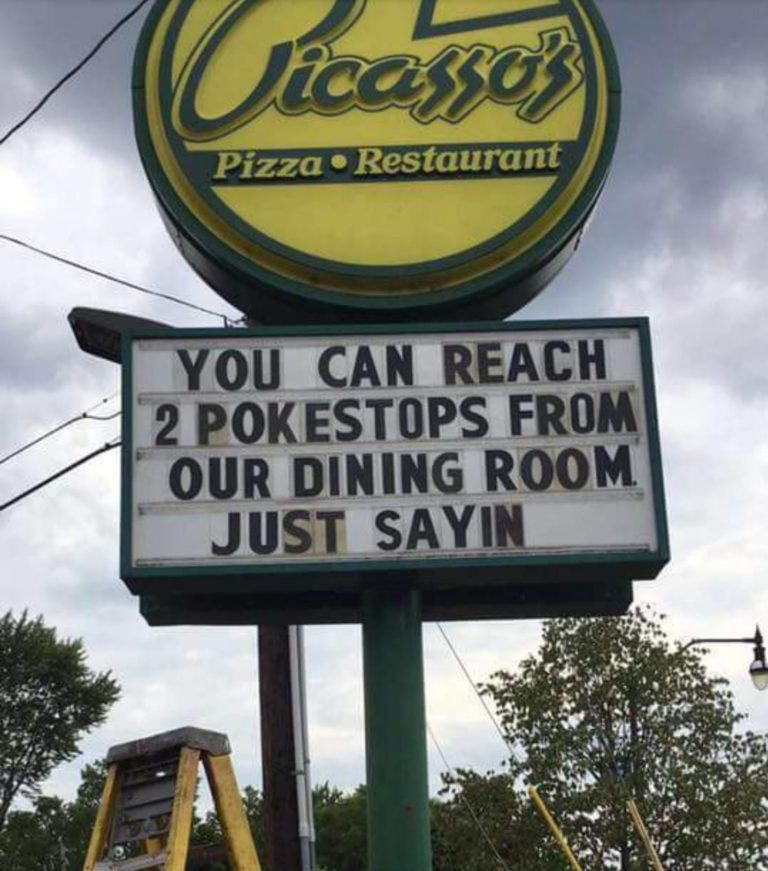 Picasso's
Pizza • Restaurant
YOU CAN REACH
2 POKESTOPS FROM
OUR DINING ROOM.
JUST SAYIN